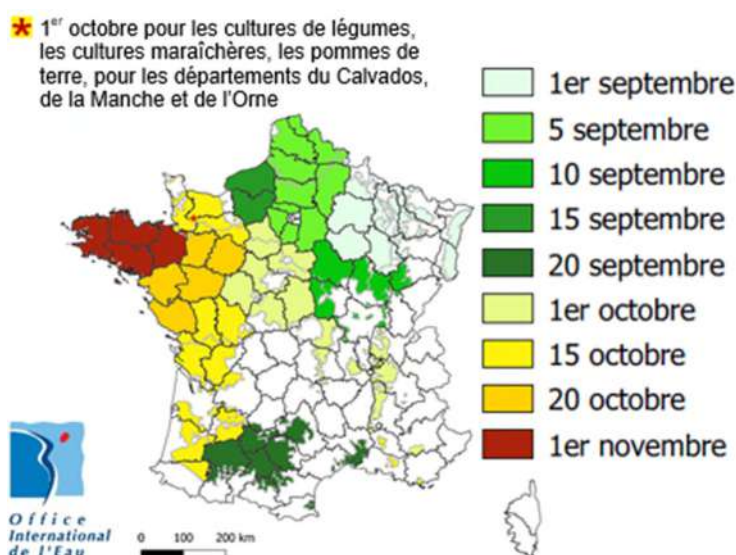 * 1er octobre pour les cultures de légumes,
les cultures maraîchères, les pommes de
terre, pour les départements du Calvados,
de la Manche et de l'Orne
1er septembre
5 septembre
10 septembre
15 septembre
20 septembre
1er octobre
15 octobre
20 octobre
1er novembre
Office
International
de l'Eau
0 100 200 km